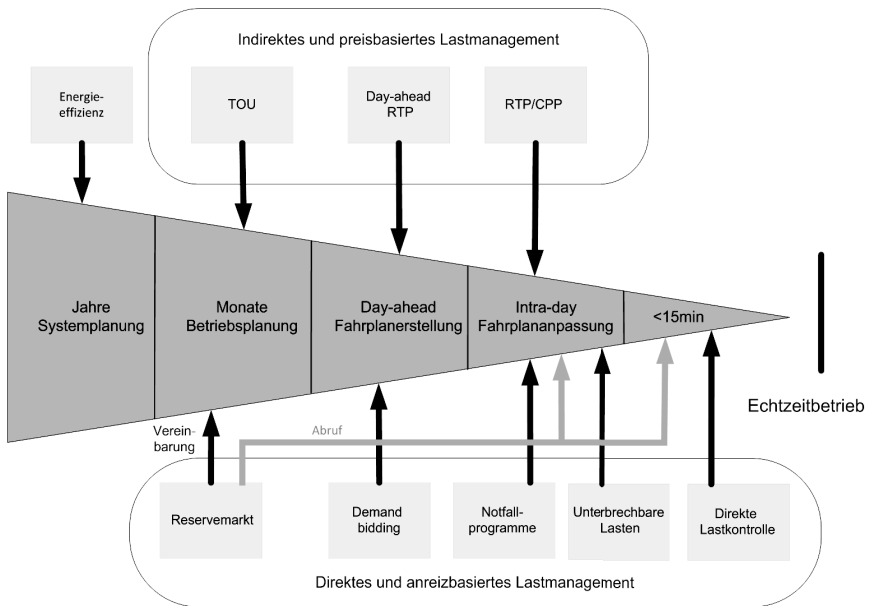 Indirektes und preisbasiertes Lastmanagement
Energie-
effizienz
TOU
Day-ahead
RTP
RTP/CPP
Jahre
Systemplanung
Monate
Betriebsplanung
Day-ahead
Fahrplanerstellung
Intra-day
Fahrplananpassung
<15min
Echtzeitbetrieb
Verein-
barung
Abruf
Reservemarkt
Demand
bidding
Notfall-
programme
Unterbrechbare
Lasten
Direkte
Lastkontrolle
Direktes und anreizbasiertes Lastmanagement